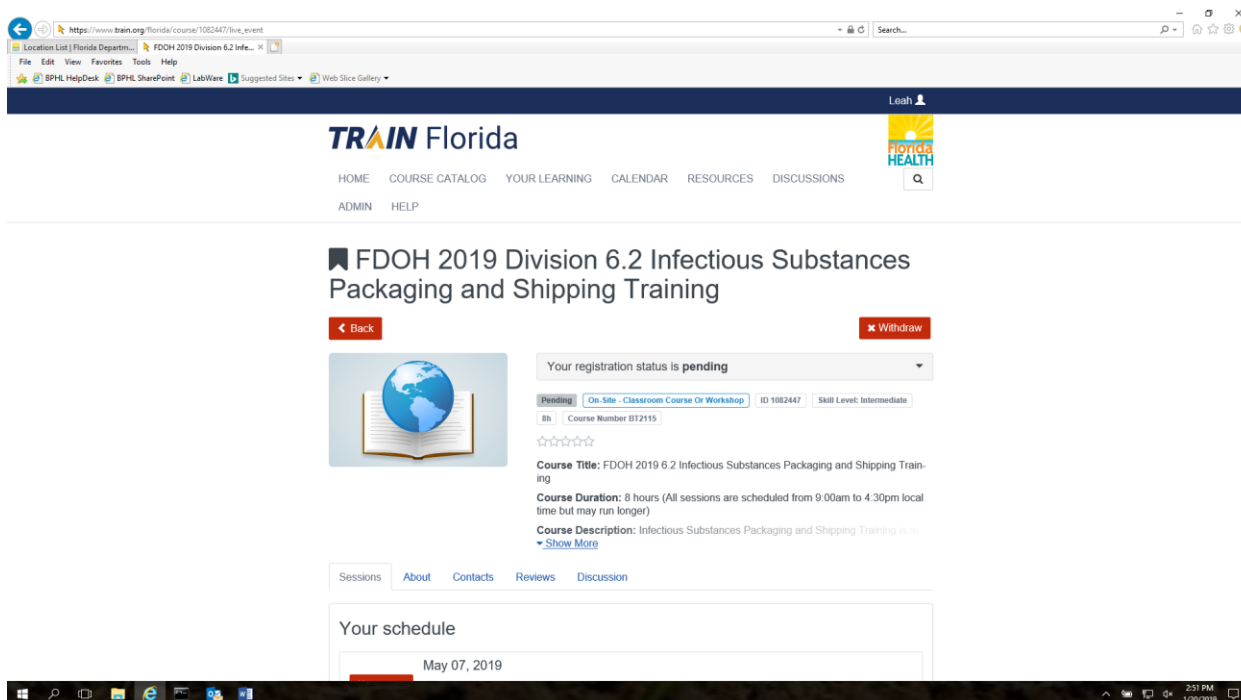 https://www.train.org/florida/course/1082447/live_event
Search...
Location List | Florida Departm...
FDOH 2019 Division 6.2 Infe...
File Edit View Favorites Tools Help
BPHL HelpDesk BPHL SharePoint LabWare Suggested Sites Web Slice Gallery
Leah
TRAIN Florida
Florida
HEALTH
HOME COURSE CATALOG YOUR LEARNING CALENDAR RESOURCES DISCUSSIONS
ADMIN HELP
FDOH 2019 Division 6.2 Infectious Substances
Packaging and Shipping Training
Back
Withdraw
Your registration status is pending
Pending On-Site - Classroom Course Or Workshop ID 1082447 Skill Level: Intermediate
8h Course Number BT2115
Course Title: FDOH 2019 6.2 Infectious Substances Packaging and Shipping Train-
ing
Course Duration: 8 hours (All sessions are scheduled from 9:00am to 4:30pm local
time but may run longer)
Course Description: Infectious Substances Packaging and Shipping Training is
Show More
Sessions About Contacts Reviews Discussion
Your schedule
May 07, 2019
2:51 PM
1/30/2019